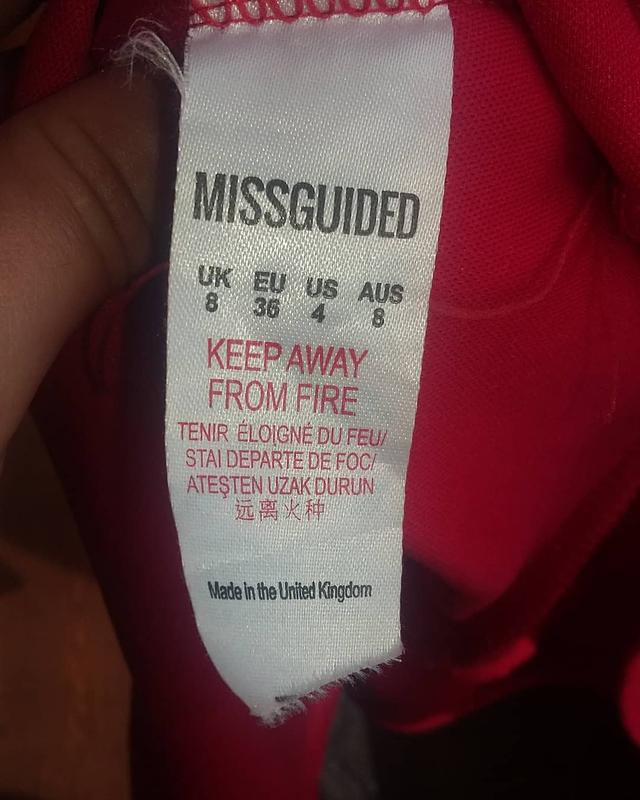 MISSGUIDED
UK EU US AUS
8 36 4 8
KEEP AWAY
FROM FIRE
TENIR ÉLOIGNÉ DU FEU/
STAI DEPARTE DE FOC/
ATEŞTEN UZAK DURUN
远离火种
Made in the United Kingdom